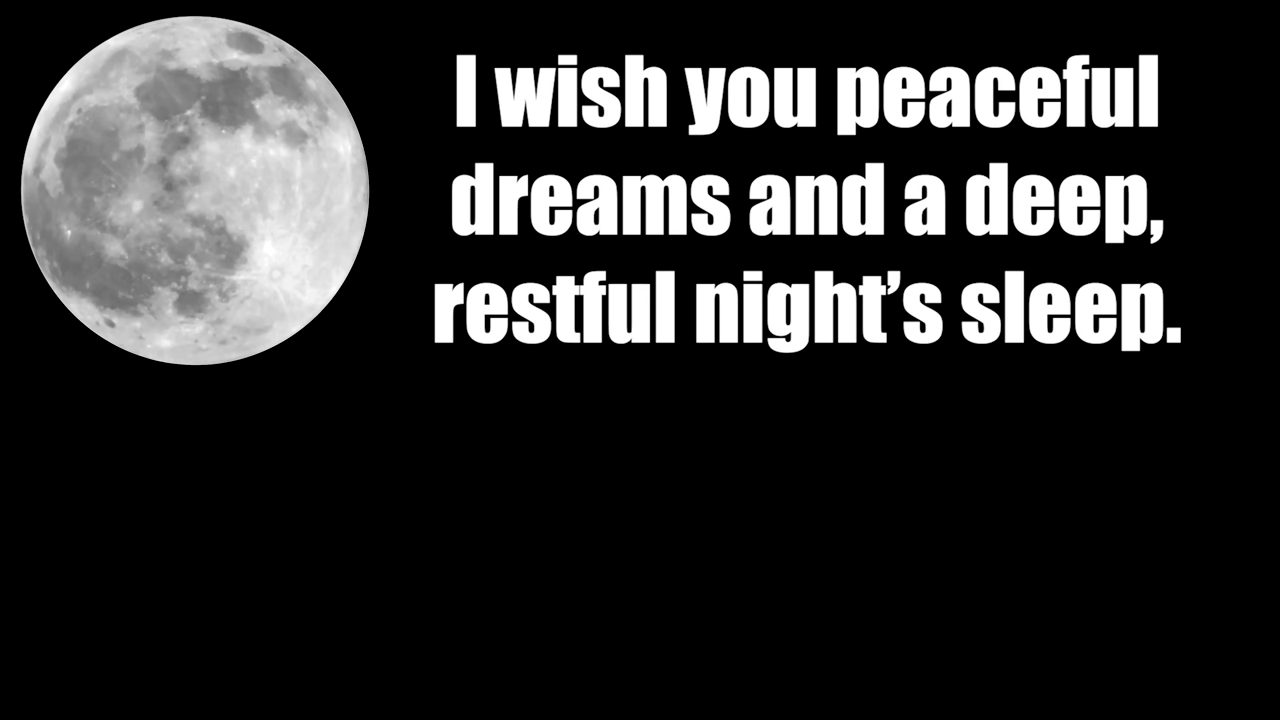 I wish you peaceful
dreams and a deep,
restful night’s sleep.